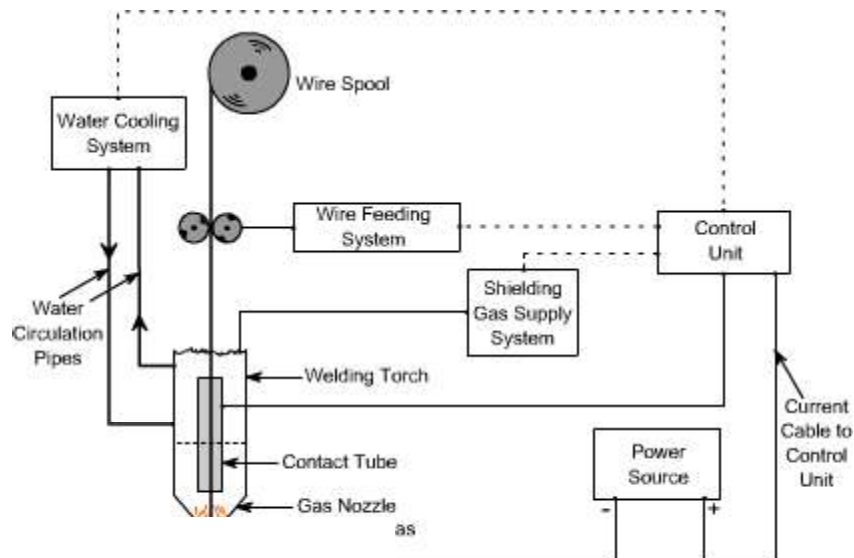 Wire Spool
Water Cooling
System
Wire Feeding
System
Control
Unit
Shielding
Gas Supply
System
Water
Circulation
Pipes
Welding Torch
Current
Cable to
Control
Unit
Contact Tube
Power
Source
- +
Gas Nozzle
as